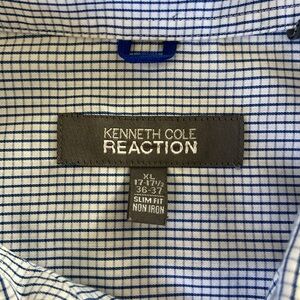 KENNETH COLE
REACTION
XL
17-17½
36-37
SLIM FIT
NON IRON